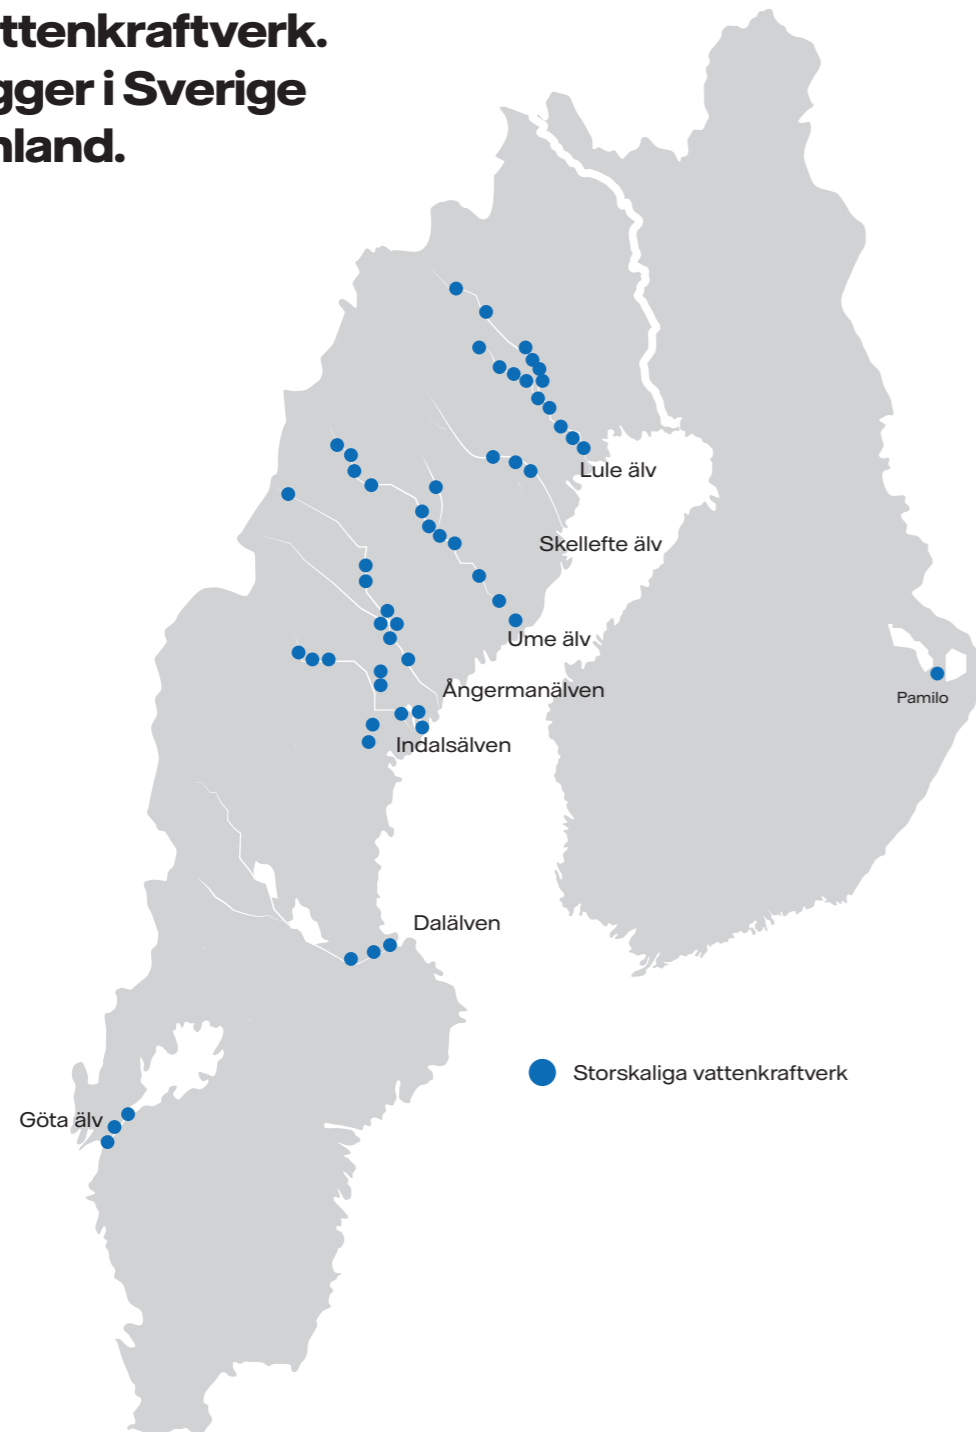 ttenkraftverk.
gger i Sverige
nland.
Lule älv
Skellefte älv
Ume älv
Pamilo
Ångermanälven
Indalsälven
Dalälven
Storskaliga vattenkraftverk
Göta älv